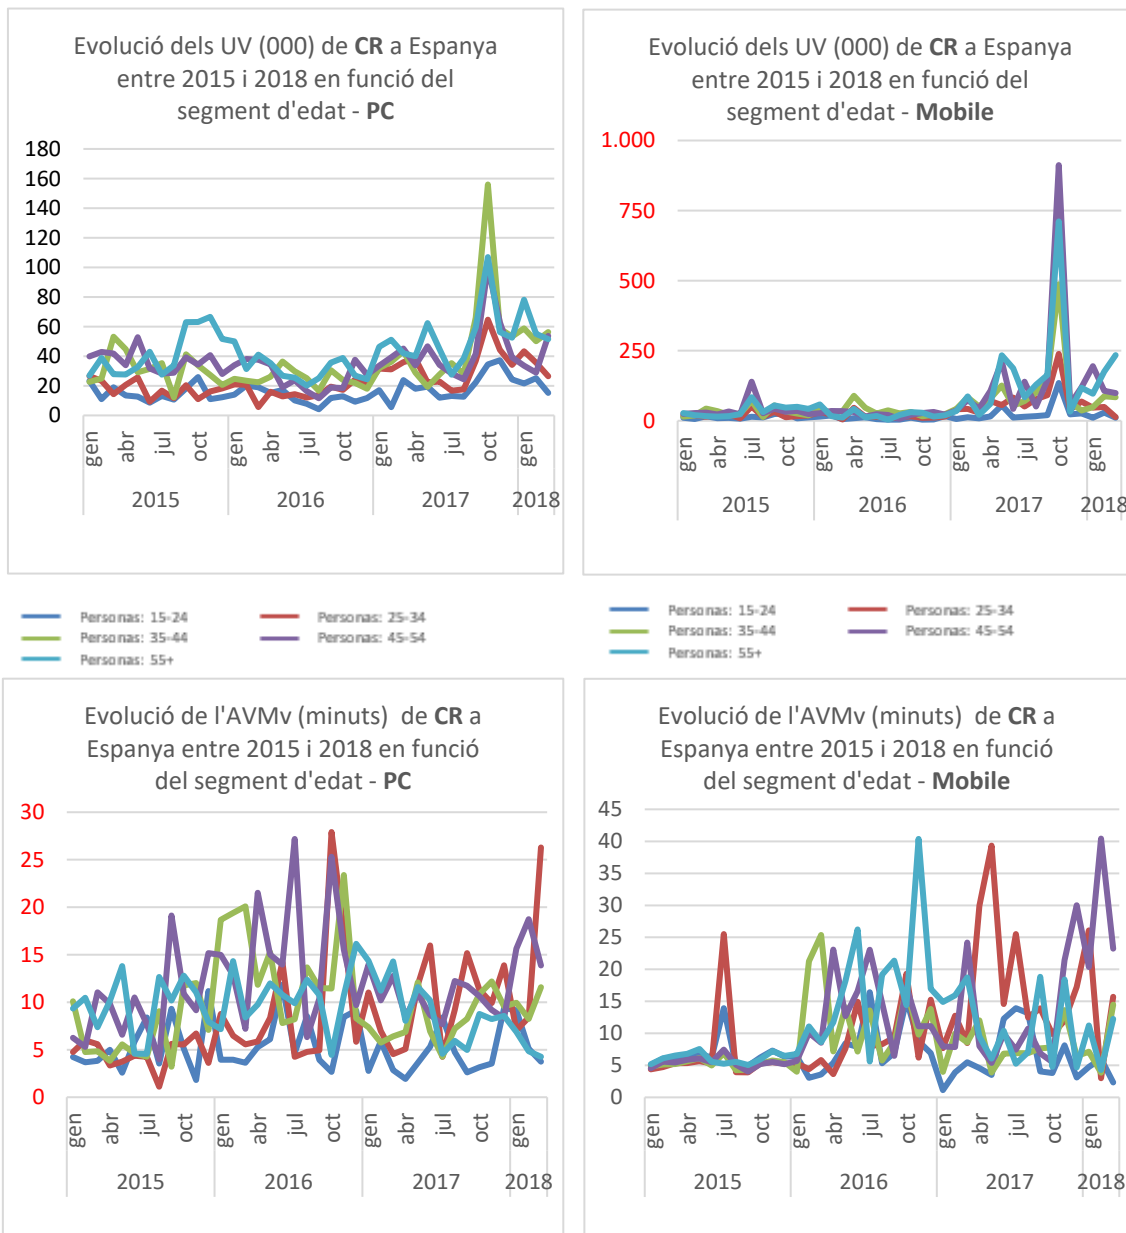 Evolució dels UV (000) de CR a Espanya
entre 2015 i 2018 en funció del
segment d'edat - PC
180
160
140
120
100
80
60
40
20
0
gen
abr
jul
oct
gen
abr
jul
oct
gen
abr
jul
oct
gen
2015
2016
2017
2018
Evolució dels UV (000) de CR a Espanya
entre 2015 i 2018 en funció del
segment d'edat - Mobile
1.000
750
500
250
0
gen
abr
jul
oct
gen
abr
jul
oct
gen
abr
jul
oct
gen
2015
2016
2017
2018
Personas: 15-24
Personas: 25-34
Personas: 35-44
Personas: 45-54
Personas: 55+
Personas: 15-24
Personas: 25-34
Personas: 35-44
Personas: 45-54
Personas: 55+
Evolució de l'AVMv (minuts) de CR a
Espanya entre 2015 i 2018 en funció
del segment d'edat - PC
30
25
20
15
10
5
0
gen
abr
jul
oct
gen
abr
jul
oct
gen
abr
jul
oct
gen
2015
2016
2017
2018
Evolució de l'AVMv (minuts) de CR a
Espanya entre 2015 i 2018 en funció
del segment d'edat - Mobile
45
40
35
30
25
20
15
10
5
0
gen
abr
jul
oct
gen
abr
jul
oct
gen
abr
jul
oct
gen
2015
2016
2017
2018